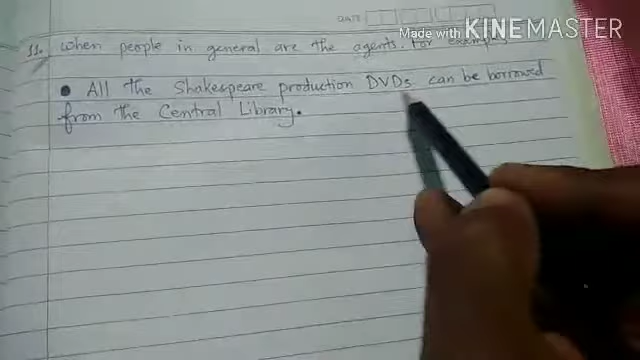 DATE
Made with KINEMASTER
11. When people in general are the agents. For example
• All the Shakespeare production DVDs can be borrowed
from the Central Library.